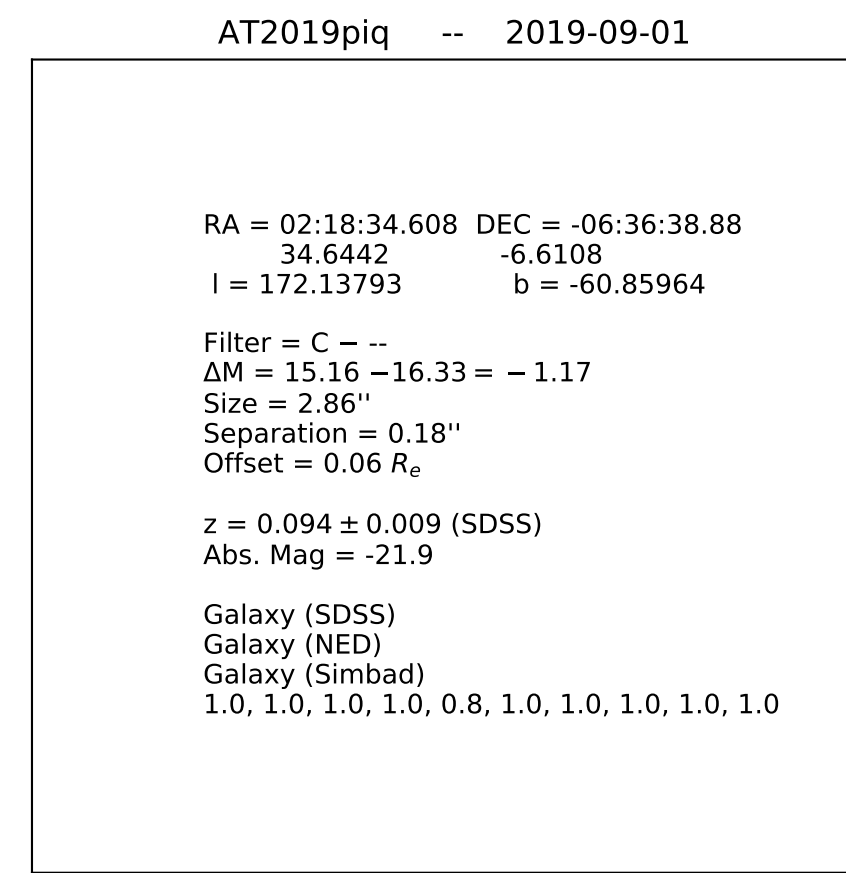 AT2019piq -- 2019-09-01
RA = 02:18:34.608 DEC = -06:36:38.88
34.6442 -6.6108
l = 172.13793 b = -60.85964
Filter = C − --
ΔM = 15.16 −16.33 = − 1.17
Size = 2.86''
Separation = 0.18''
Offset = 0.06 Rₑ
z = 0.094 ± 0.009 (SDSS)
Abs. Mag = -21.9
Galaxy (SDSS)
Galaxy (NED)
Galaxy (Simbad)
1.0, 1.0, 1.0, 1.0, 0.8, 1.0, 1.0, 1.0, 1.0, 1.0